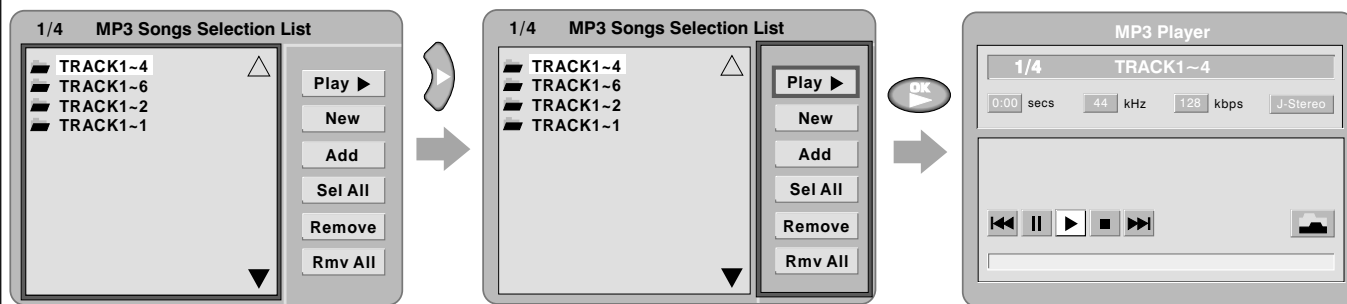 1/4 MP3 Songs Selection List
TRACK1~4
TRACK1~6
TRACK1~2
TRACK1~1
Play
New
Add
Sel All
Remove
Rmv All
1/4 MP3 Songs Selection List
TRACK1~4
TRACK1~6
TRACK1~2
TRACK1~1
Play
New
Add
Sel All
Remove
Rmv All
OK
MP3 Player
1/4 TRACK1~4
0:00 secs 44 kHz 128 kbps J-Stereo